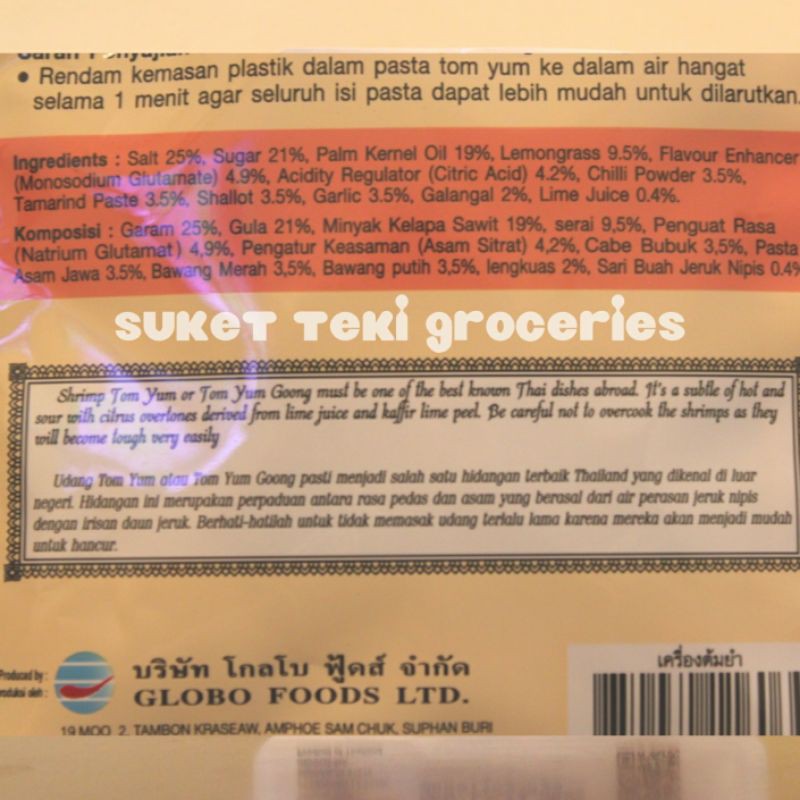 Saran Penyajian
• Rendam kemasan plastik dalam pasta tom yum ke dalam air hangat
selama 1 menit agar seluruh isi pasta dapat lebih mudah untuk dilarutkan.
Ingredients : Salt 25%, Sugar 21%, Palm Kernel Oil 19%, Lemongrass 9.5%, Flavour Enhancer
(Monosodium Glutamate) 4.9%, Acidity Regulator (Citric Acid) 4.2%, Chilli Powder 3.5%,
Tamarind Paste 3.5%, Shallot 3.5%, Garlic 3.5%, Galangal 2%, Lime Juice 0.4%.
Komposisi : Garam 25%, Gula 21%, Minyak Kelapa Sawit 19%, serai 9,5%, Penguat Rasa
(Natrium Glutamat) 4,9%, Pengatur Keasaman (Asam Sitrat) 4,2%, Cabe Bubuk 3,5%, Pasta
Asam Jawa 3.5%, Bawang Merah 3,5%, Bawang putih 3,5%, lengkuas 2%, Sari Buah Jeruk Nipis 0.4%
SUKET TEKI GROCERIES
Shrimp Tom Yum or Tom Yum Goong must be one of the best known Thai dishes abroad. It's a subtle of hot and
sour with citrus overtones derived from lime juice and kaffir lime peel. Be careful not to overcook the shrimps as they
will become tough very easily
Udang Tom Yum atau Tom Yum Goong pasti menjadi salah satu hidangan terbaik Thailand yang dikenal di luar
negeri. Hidangan ini merupakan perpaduan antara rasa pedas dan asam yang berasal dari air perasan jeruk nipis
dengan irisan daun jeruk. Berhati-hatilah untuk tidak memasak udang terlalu lama karena mereka akan menjadi mudah
untuk hancur.
Produced by :
บริษัท โกลโบ ฟู้ดส์ จำกัด
GLOBO FOODS LTD.
19 MOO 2, TAMBON KRASEAW, AMPHOE SAM CHUK, SUPHAN BURI
เครื่องต้มยำ